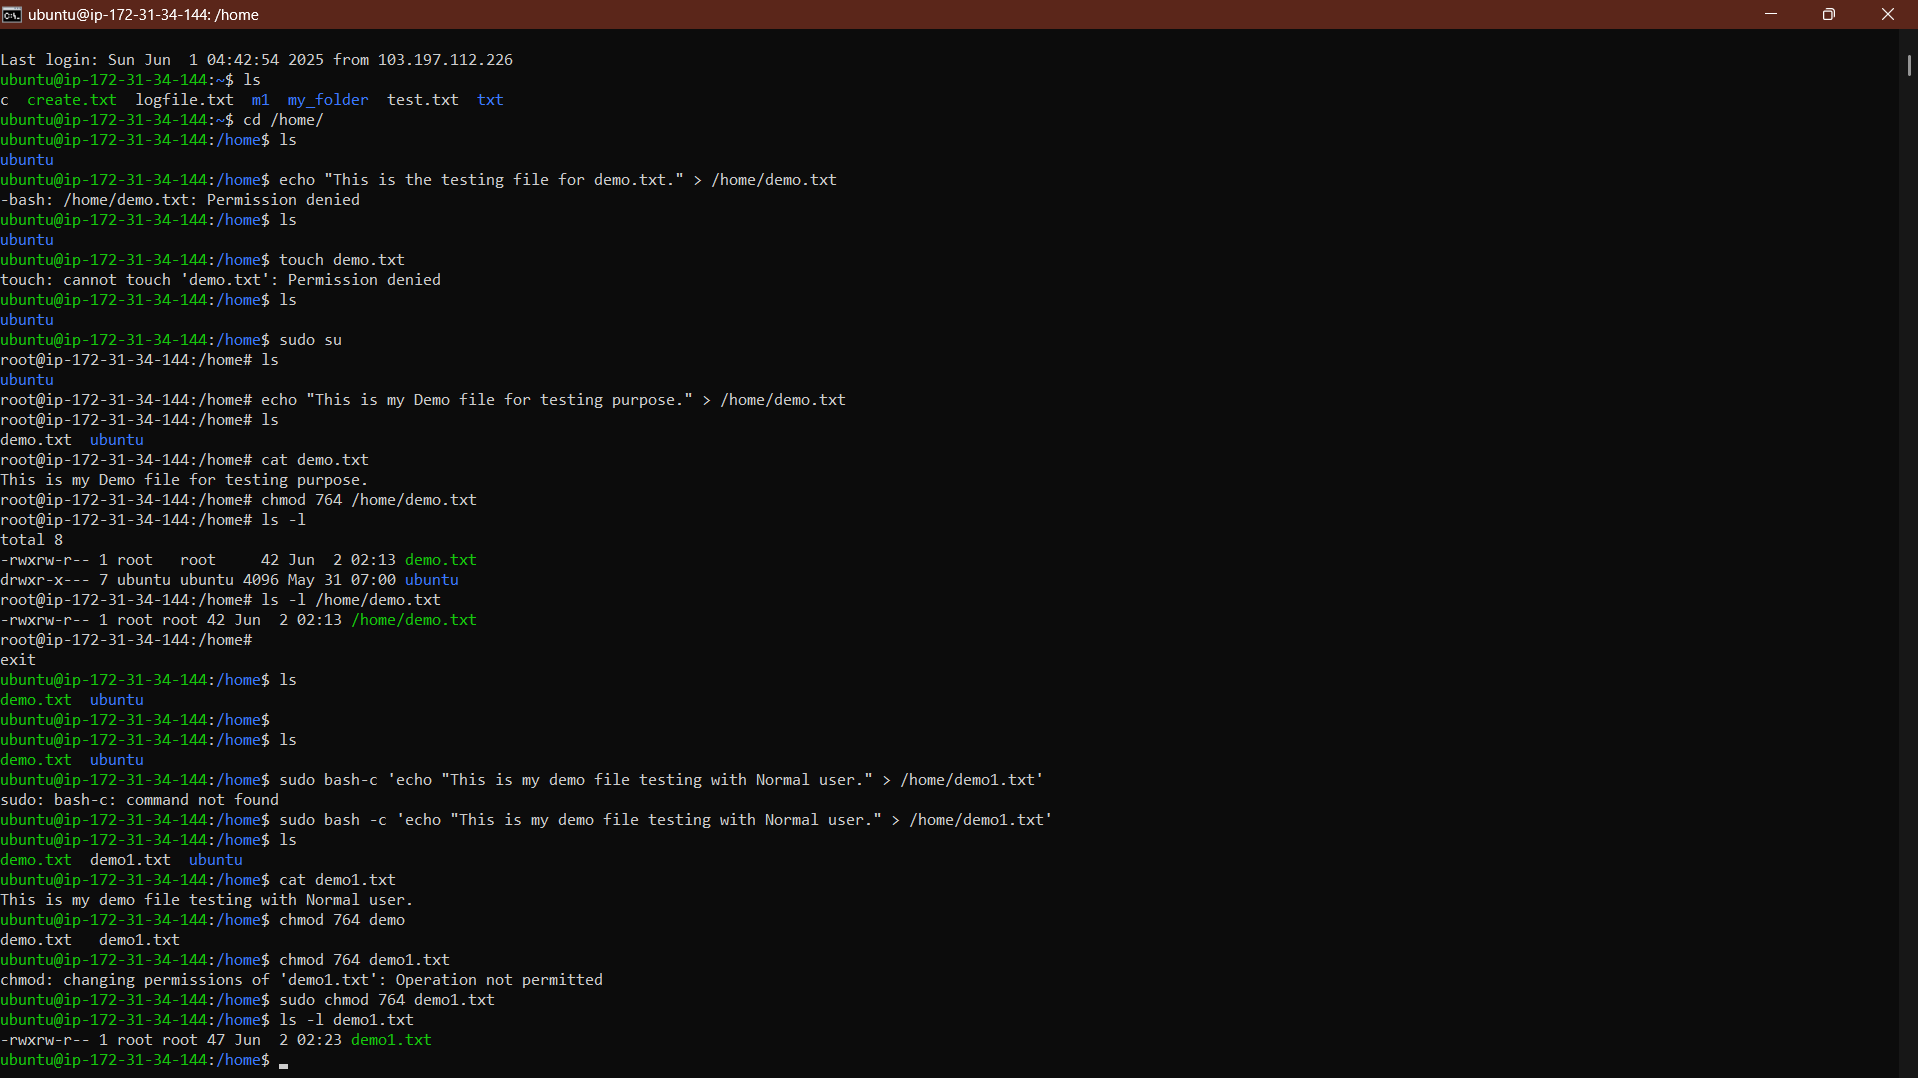 ubuntu@ip-172-31-34-144: /home
Last login: Sun Jun  1 04:42:54 2025 from 103.197.112.226
ubuntu@ip-172-31-34-144:~$ ls
c  create.txt  logfile.txt  m1  my_folder  test.txt  txt
ubuntu@ip-172-31-34-144:~$ cd /home/
ubuntu@ip-172-31-34-144:/home$ ls
ubuntu
ubuntu@ip-172-31-34-144:/home$ echo "This is the testing file for demo.txt." > /home/demo.txt
-bash: /home/demo.txt: Permission denied
ubuntu@ip-172-31-34-144:/home$ ls
ubuntu
ubuntu@ip-172-31-34-144:/home$ touch demo.txt
touch: cannot touch 'demo.txt': Permission denied
ubuntu@ip-172-31-34-144:/home$ ls
ubuntu
ubuntu@ip-172-31-34-144:/home$ sudo su
root@ip-172-31-34-144:/home# ls
ubuntu
root@ip-172-31-34-144:/home# echo "This is my Demo file for testing purpose." > /home/demo.txt
root@ip-172-31-34-144:/home# ls
demo.txt  ubuntu
root@ip-172-31-34-144:/home# cat demo.txt
This is my Demo file for testing purpose.
root@ip-172-31-34-144:/home# chmod 764 /home/demo.txt
root@ip-172-31-34-144:/home# ls -l
total 8
-rwxrw-r-- 1 root   root     42 Jun  2 02:13 demo.txt
drwxr-x--- 7 ubuntu ubuntu 4096 May 31 07:00 ubuntu
root@ip-172-31-34-144:/home# ls -l /home/demo.txt
-rwxrw-r-- 1 root root 42 Jun  2 02:13 /home/demo.txt
root@ip-172-31-34-144:/home#
exit
ubuntu@ip-172-31-34-144:/home$ ls
demo.txt  ubuntu
ubuntu@ip-172-31-34-144:/home$
ubuntu@ip-172-31-34-144:/home$ ls
demo.txt  ubuntu
ubuntu@ip-172-31-34-144:/home$ sudo bash-c 'echo "This is my demo file testing with Normal user." > /home/demo1.txt'
sudo: bash-c: command not found
ubuntu@ip-172-31-34-144:/home$ sudo bash -c 'echo "This is my demo file testing with Normal user." > /home/demo1.txt'
ubuntu@ip-172-31-34-144:/home$ ls
demo.txt  demo1.txt  ubuntu
ubuntu@ip-172-31-34-144:/home$ cat demo1.txt
This is my demo file testing with Normal user.
ubuntu@ip-172-31-34-144:/home$ chmod 764 demo
demo.txt   demo1.txt
ubuntu@ip-172-31-34-144:/home$ chmod 764 demo1.txt
chmod: changing permissions of 'demo1.txt': Operation not permitted
ubuntu@ip-172-31-34-144:/home$ sudo chmod 764 demo1.txt
ubuntu@ip-172-31-34-144:/home$ ls -l demo1.txt
-rwxrw-r-- 1 root root 47 Jun  2 02:23 demo1.txt
ubuntu@ip-172-31-34-144:/home$